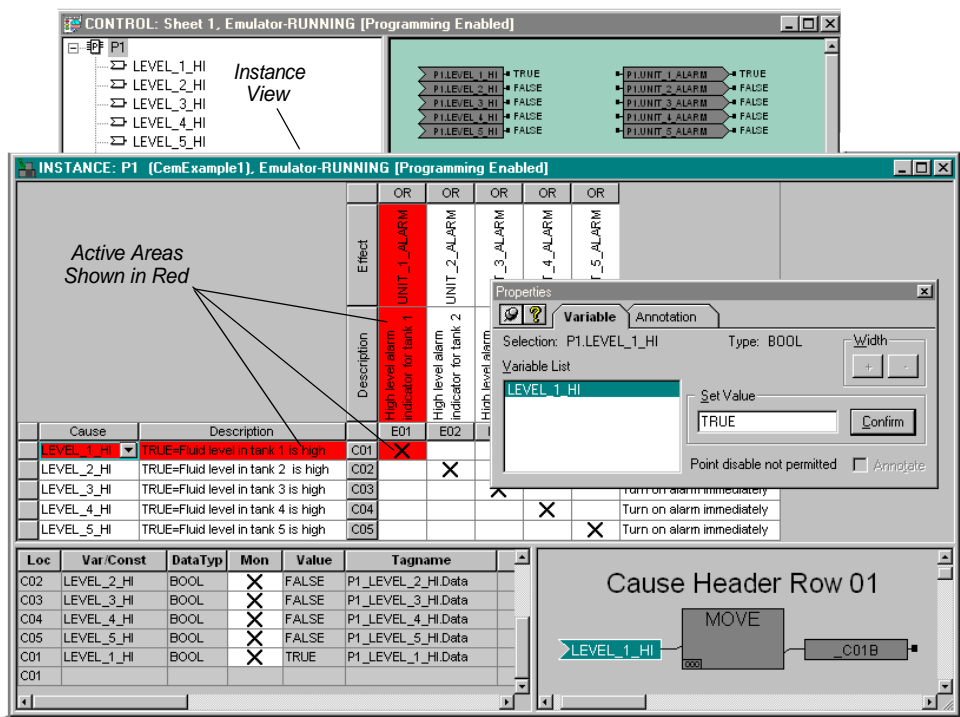 CONTROL: Sheet 1, Emulator-RUNNING [Programming Enabled]
P1
LEVEL_1_HI
LEVEL_2_HI
LEVEL_3_HI
LEVEL_4_HI
LEVEL_5_HI
Instance
View
P1.LEVEL_1_HI TRUE P1.UNIT_1_ALARM TRUE
P1.LEVEL_2_HI FALSE P1.UNIT_2_ALARM FALSE
P1.LEVEL_3_HI FALSE P1.UNIT_3_ALARM FALSE
P1.LEVEL_4_HI FALSE P1.UNIT_4_ALARM FALSE
P1.LEVEL_5_HI FALSE P1.UNIT_5_ALARM FALSE
INSTANCE: P1 (CemExample1), Emulator-RUNNING [Programming Enabled]
OR OR OR OR OR
Active Areas
Shown in Red
Effect
UNIT_1_ALARM
UNIT_2_ALARM
T_3_ALARM
T_4_ALARM
T_5_ALARM
Description
High level alarm
indicator for tank 1
High level alarm
indicator for tank 2
High level alarm
Properties
Variable Annotation
Selection: P1.LEVEL_1_HI Type: BOOL
Width
+ -
Variable List
LEVEL_1_HI
Set Value
TRUE
Confirm
Point disable not permitted Annotate
Cause Description E01 E02
LEVEL_1_HI TRUE=Fluid level in tank 1 is high C01 X
LEVEL_2_HI TRUE=Fluid level in tank 2 is high C02 X
LEVEL_3_HI TRUE=Fluid level in tank 3 is high C03 X Turn on alarm immediately
LEVEL_4_HI TRUE=Fluid level in tank 4 is high C04 X Turn on alarm immediately
LEVEL_5_HI TRUE=Fluid level in tank 5 is high C05 X Turn on alarm immediately
Loc Var/Const DataTyp Mon Value Tagname
C02 LEVEL_2_HI BOOL X FALSE P1_LEVEL_2_HI.Data
C03 LEVEL_3_HI BOOL X FALSE P1_LEVEL_3_HI.Data
C04 LEVEL_4_HI BOOL X FALSE P1_LEVEL_4_HI.Data
C05 LEVEL_5_HI BOOL X FALSE P1_LEVEL_5_HI.Data
C01 LEVEL_1_HI BOOL X TRUE P1_LEVEL_1_HI.Data
C01
Cause Header Row 01
MOVE
LEVEL_1_HI
000
_C01B